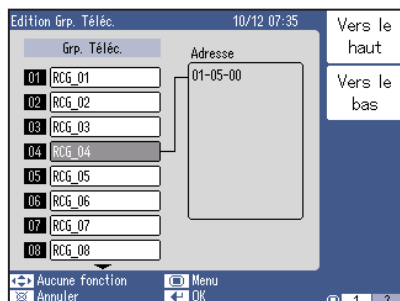 Edition Grp. Téléc.
10/12 07:35
Grp. Téléc.
Adresse
01 RCG_01
02 RCG_02
03 RCG_03
04 RCG_04
05 RCG_05
06 RCG_06
07 RCG_07
08 RCG_08
01-05-00
Vers le haut
Vers le bas
Aucune fonction
Menu
Annuler
OK
1 2